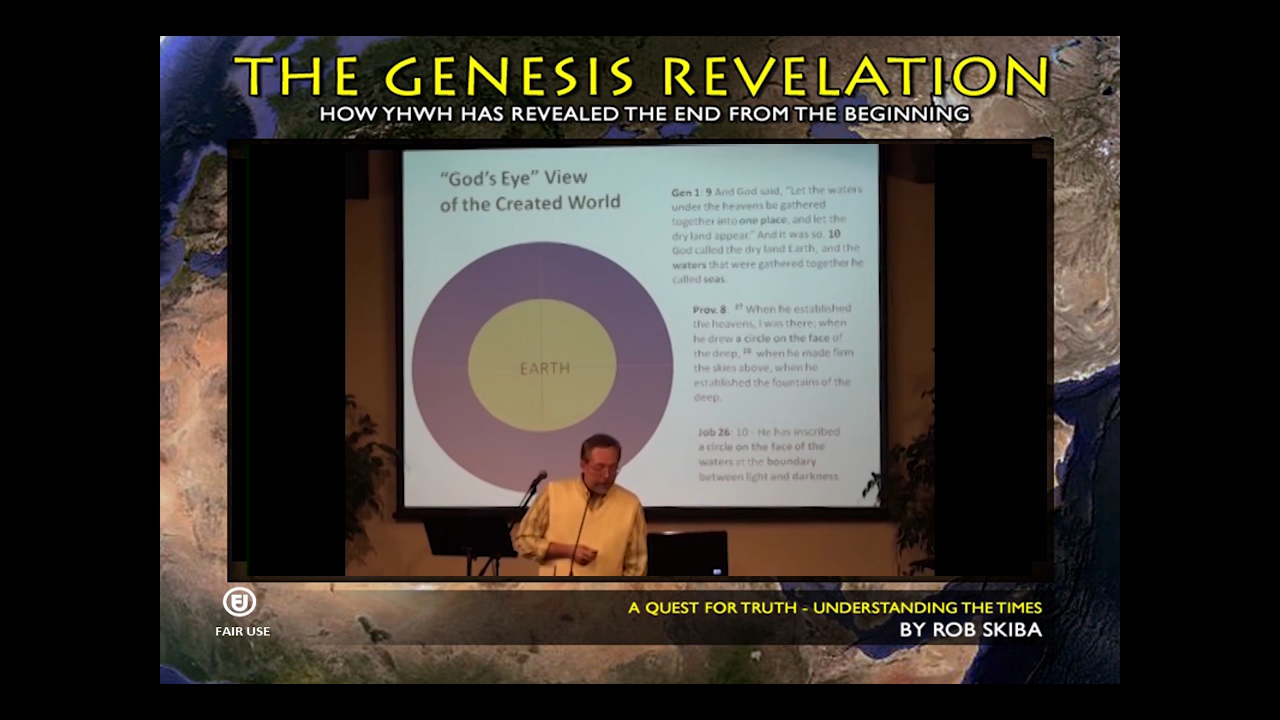 THE GENESIS REVELATION
HOW YHWH HAS REVEALED THE END FROM THE BEGINNING
"God's Eye" View
of the Created World
EARTH
Gen 1: 9 And God said, "Let the waters
under the heavens be gathered
together into one place, and let the
dry land appear." And it was so. 10
God called the dry land Earth, and the
waters that were gathered together he
called seas.
Prov. 8: 27 When he established
the heavens, I was there; when
he drew a circle on the face of
the deep, 28 when he made firm
the skies above, when he
established the fountains of the
deep.
Job 26: 10 - He has inscribed
a circle on the face of the
waters at the boundary
between light and darkness
FAIR USE
A QUEST FOR TRUTH - UNDERSTANDING THE TIMES
BY ROB SKIBA